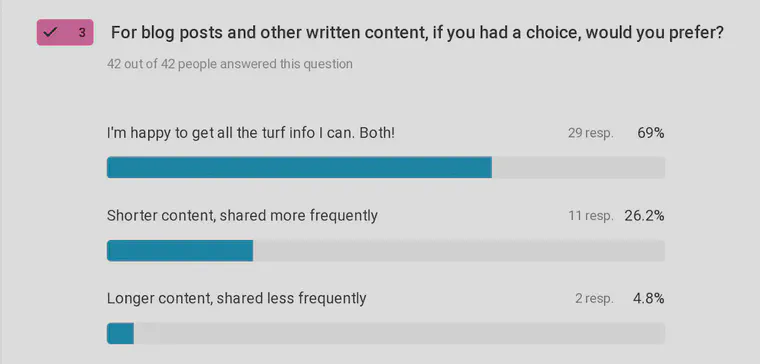 3 For blog posts and other written content, if you had a choice, would you prefer?
42 out of 42 people answered this question
I'm happy to get all the turf info I can. Both! 29 resp. 69%
Shorter content, shared more frequently 11 resp. 26.2%
Longer content, shared less frequently 2 resp. 4.8%